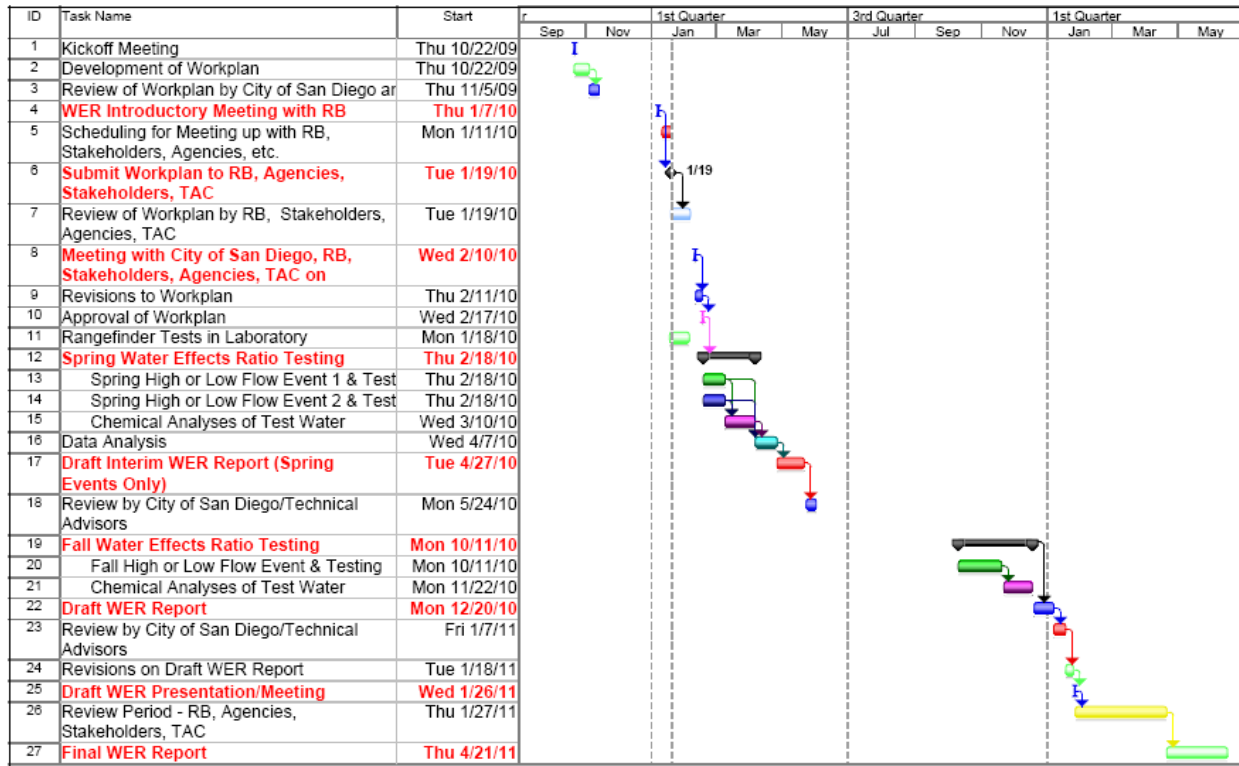 ID Task Name Start r 1st Quarter 3rd Quarter 1st Quarter
Sep Nov Jan Mar May Jul Sep Nov Jan Mar May
1 Kickoff Meeting Thu 10/22/09
2 Development of Workplan Thu 10/22/09
3 Review of Workplan by City of San Diego ar Thu 11/5/09
4 WER Introductory Meeting with RB Thu 1/7/10
5 Scheduling for Meeting up with RB, Mon 1/11/10
Stakeholders, Agencies, etc.
6 Submit Workplan to RB, Agencies, Tue 1/19/10 1/19
Stakeholders, TAC
7 Review of Workplan by RB, Stakeholders, Tue 1/19/10
Agencies, TAC
8 Meeting with City of San Diego, RB, Wed 2/10/10
Stakeholders, Agencies, TAC on
9 Revisions to Workplan Thu 2/11/10
10 Approval of Workplan Wed 2/17/10
11 Rangefinder Tests in Laboratory Mon 1/18/10
12 Spring Water Effects Ratio Testing Thu 2/18/10
13 Spring High or Low Flow Event 1 & Test Thu 2/18/10
14 Spring High or Low Flow Event 2 & Test Thu 2/18/10
15 Chemical Analyses of Test Water Wed 3/10/10
16 Data Analysis Wed 4/7/10
17 Draft Interim WER Report (Spring Tue 4/27/10
Events Only)
18 Review by City of San Diego/Technical Mon 5/24/10
Advisors
19 Fall Water Effects Ratio Testing Mon 10/11/10
20 Fall High or Low Flow Event & Testing Mon 10/11/10
21 Chemical Analyses of Test Water Mon 11/22/10
22 Draft WER Report Mon 12/20/10
23 Review by City of San Diego/Technical Fri 1/7/11
Advisors
24 Revisions on Draft WER Report Tue 1/18/11
25 Draft WER Presentation/Meeting Wed 1/26/11
26 Review Period - RB, Agencies, Thu 1/27/11
Stakeholders, TAC
27 Final WER Report Thu 4/21/11